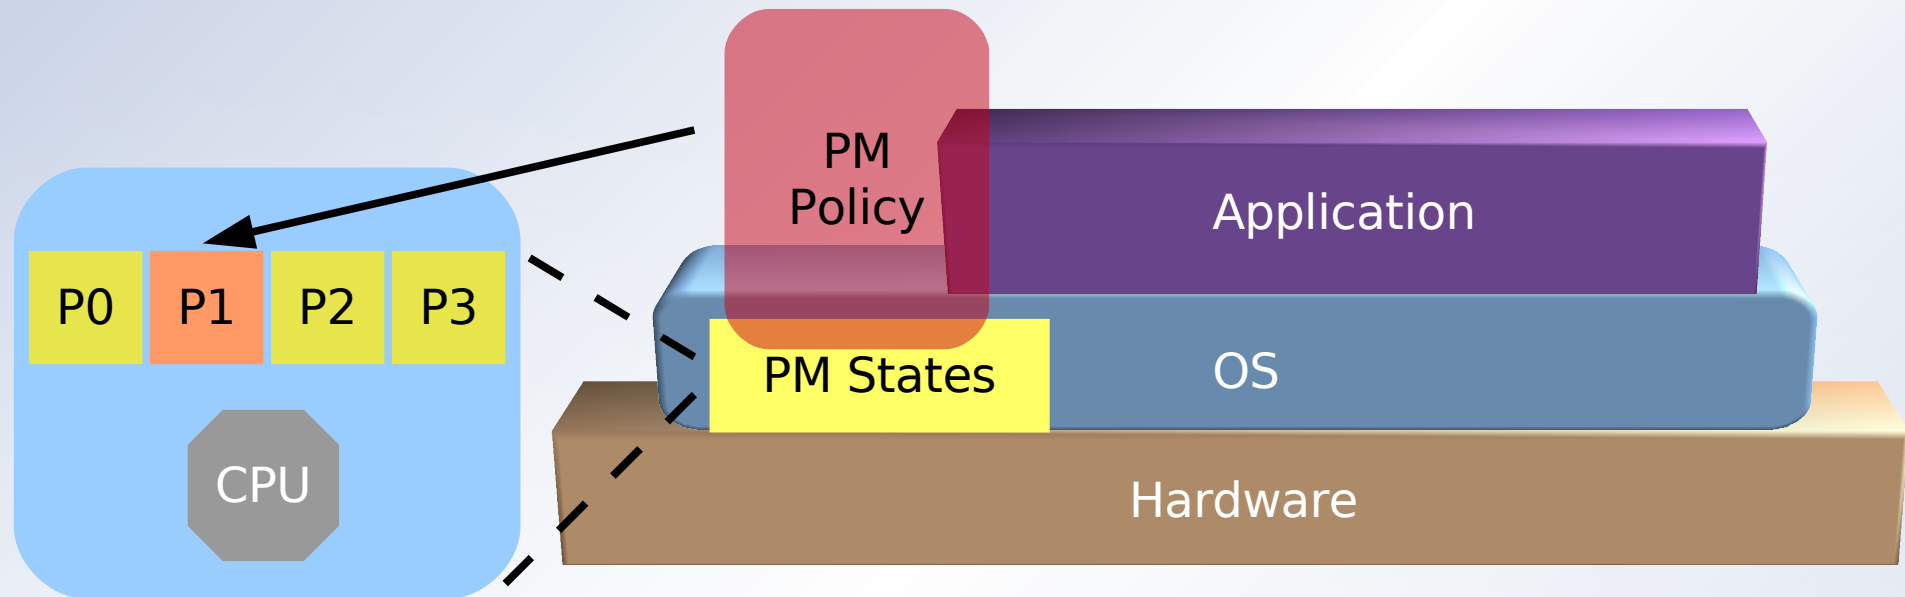 PM
Policy
Application
P0
P1
P2
P3
PM States
OS
CPU
Hardware